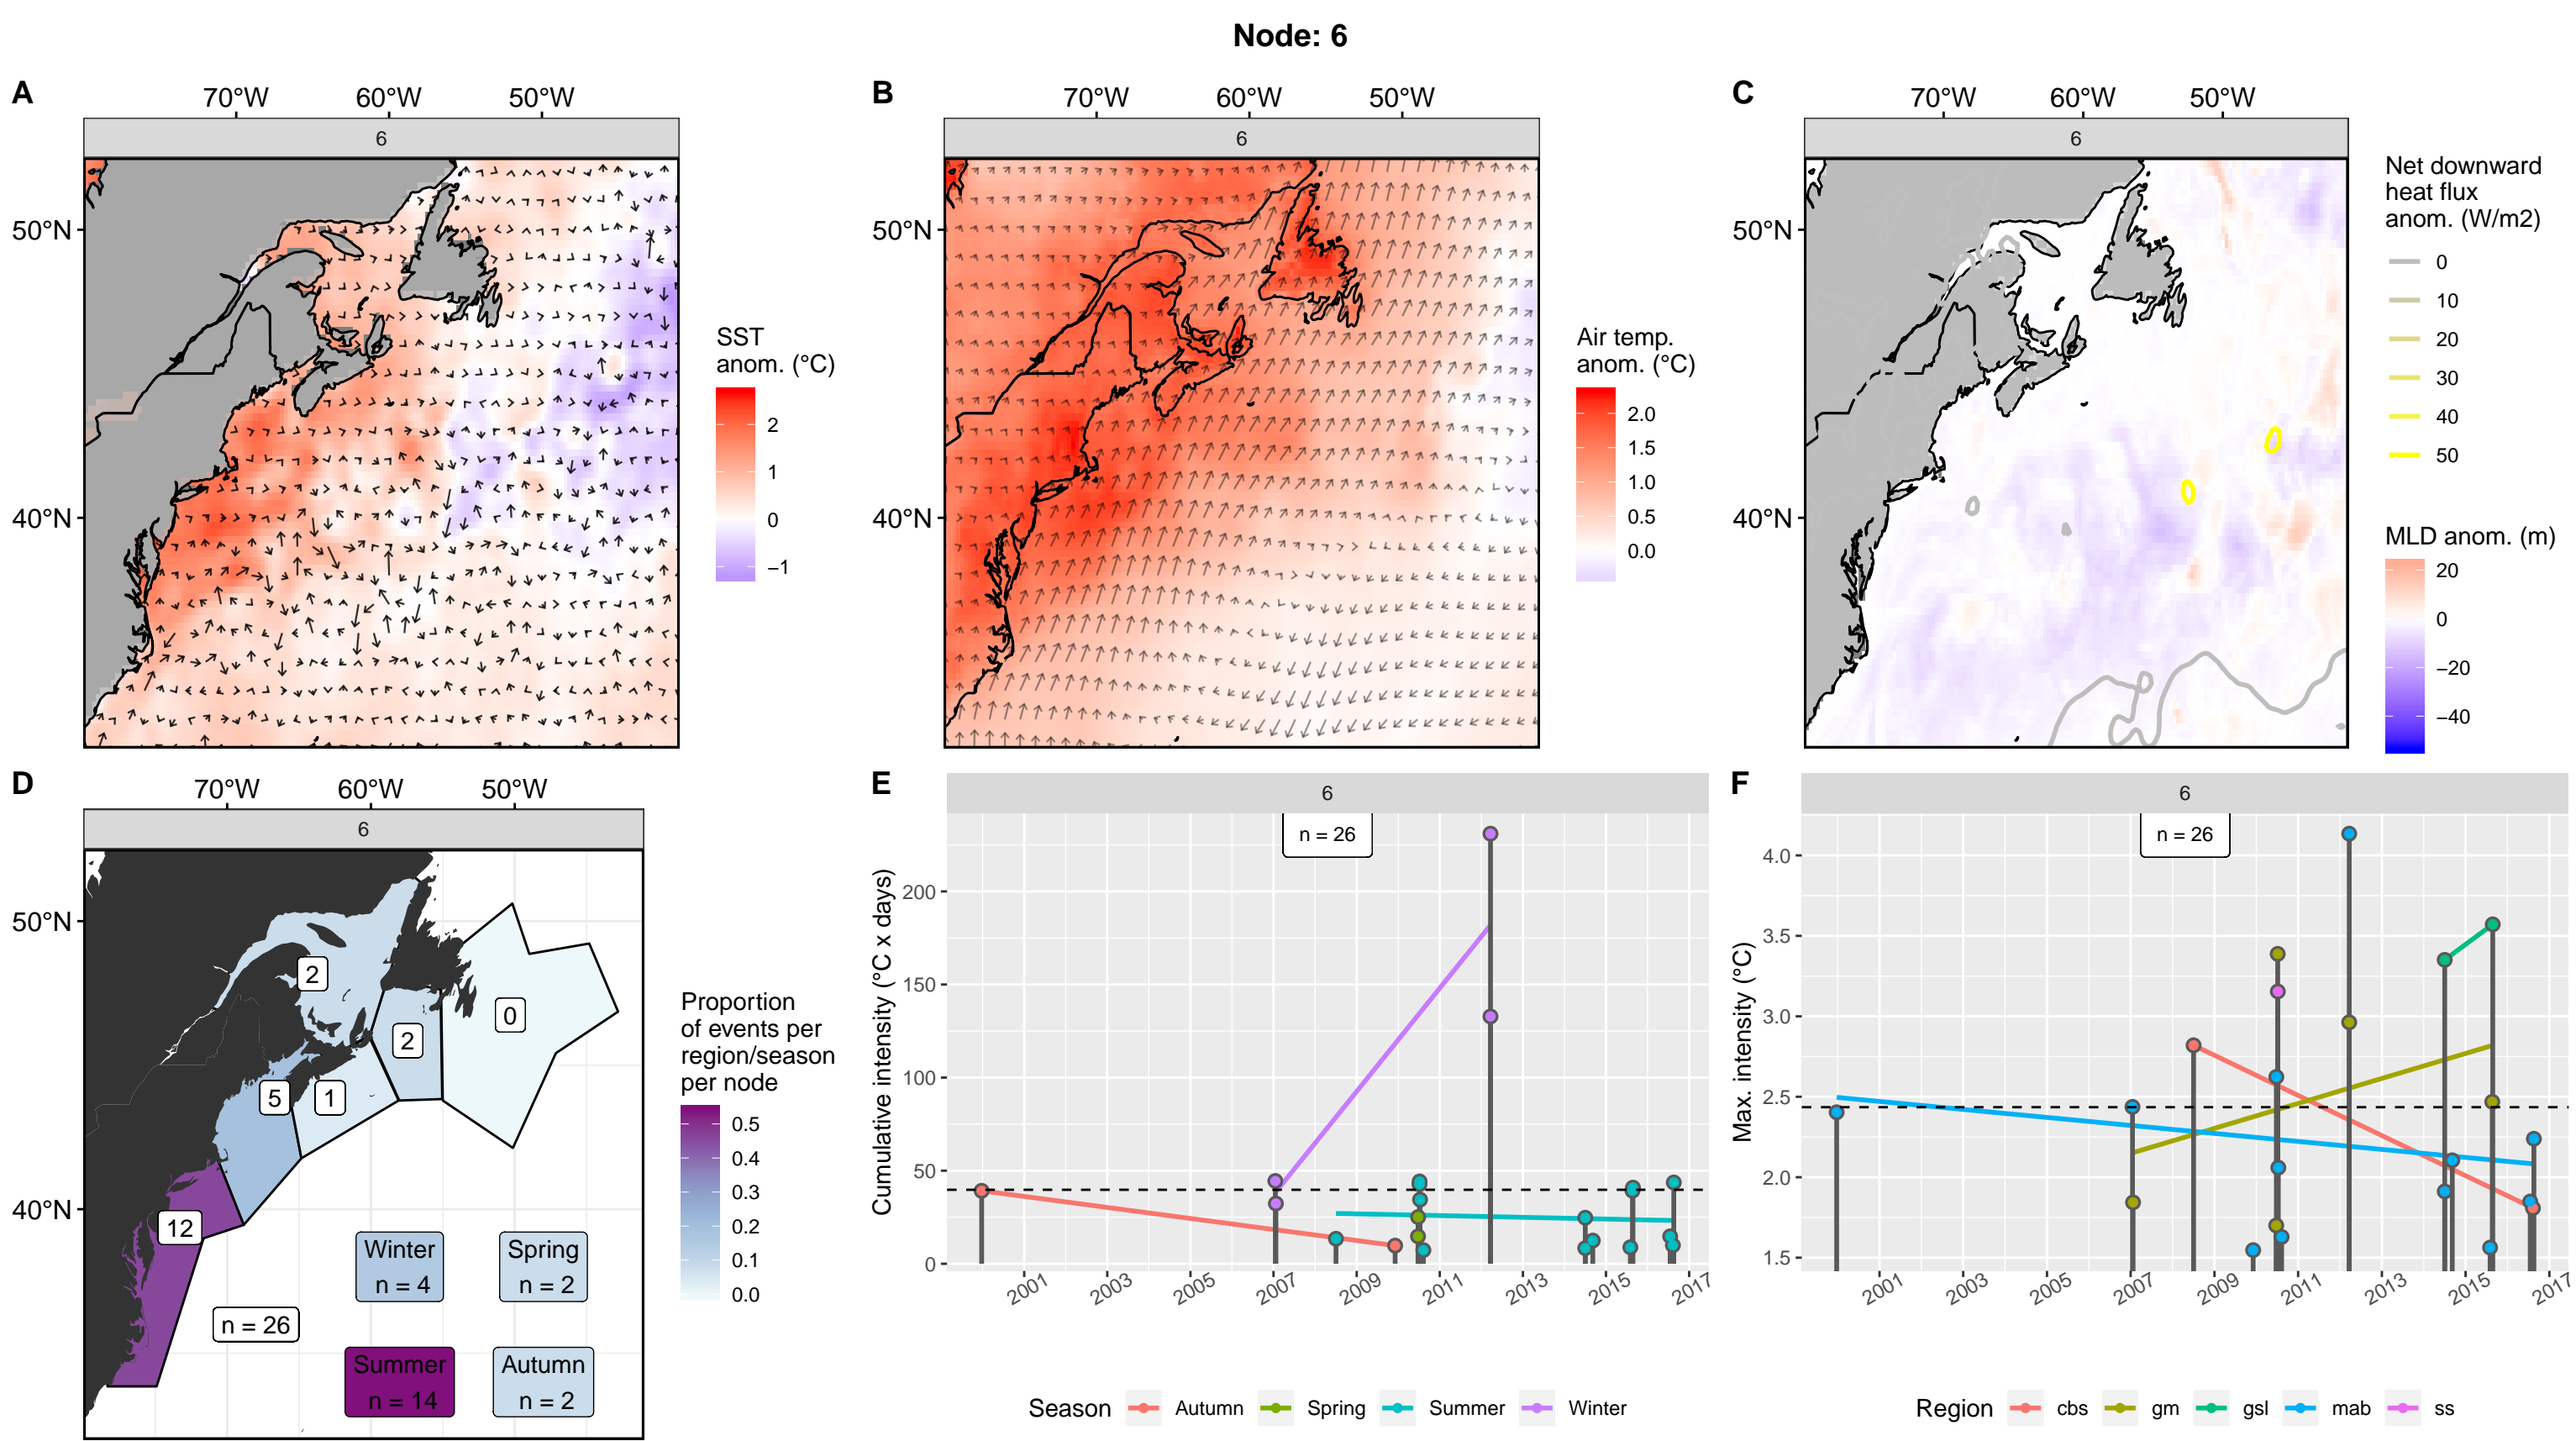 Node: 6
A
70°W 60°W 50°W
6
50°N
40°N
SST
anom. (°C)
2
1
0
−1
B
70°W 60°W 50°W
6
50°N
40°N
Air temp.
anom. (°C)
2.0
1.5
1.0
0.5
0.0
C
70°W 60°W 50°W
6
50°N
40°N
Net downward
heat flux
anom. (W/m2)
0
10
20
30
40
50
MLD anom. (m)
20
0
−20
−40
D
70°W 60°W 50°W
6
50°N
40°N
2
2
0
5
1
12
n = 26
Winter
n = 4
Spring
n = 2
Summer
n = 14
Autumn
n = 2
Proportion
of events per
region/season
per node
0.5
0.4
0.3
0.2
0.1
0.0
E
6
n = 26
Cumulative intensity (°C x days)
200
150
100
50
0
2001 2003 2005 2007 2009 2011 2013 2015 2017
Season Autumn Spring Summer Winter
F
6
n = 26
Max. intensity (°C)
4.0
3.5
3.0
2.5
2.0
1.5
2001 2003 2005 2007 2009 2011 2013 2015 2017
Region cbs gm gsl mab ss